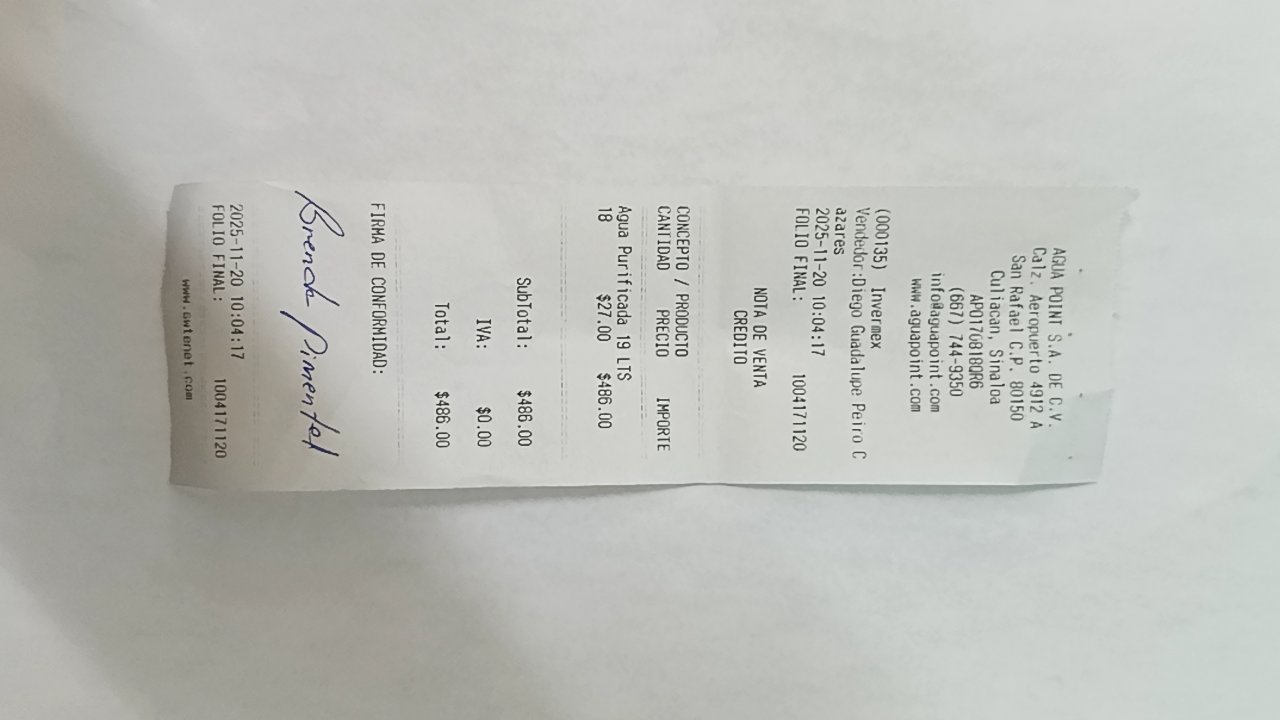 AGUA POINT S.A. DE C.V.
Calz. Aeropuerto 4912 A
San Rafael C.P. 80150
Culiacan, Sinaloa
APO170818QR6
(667) 744-9350
info@aguapoint.com
www.aguapoint.com
(000135) Invermex
Vendedor:Diego Guadalupe Peiro C
azares
2025-11-20 10:04:17
FOLIO FINAL: 1004171120
NOTA DE VENTA
CREDITO
CONCEPTO / PRODUCTO
CANTIDAD PRECIO IMPORTE
Agua Purificada 19 LTS
18 $27.00 $486.00
SubTotal: $486.00
IVA: $0.00
Total: $486.00
FIRMA DE CONFORMIDAD:
Brenda Pimentel
2025-11-20 10:04:17
FOLIO FINAL: 1004171120
www.gwtenet.com